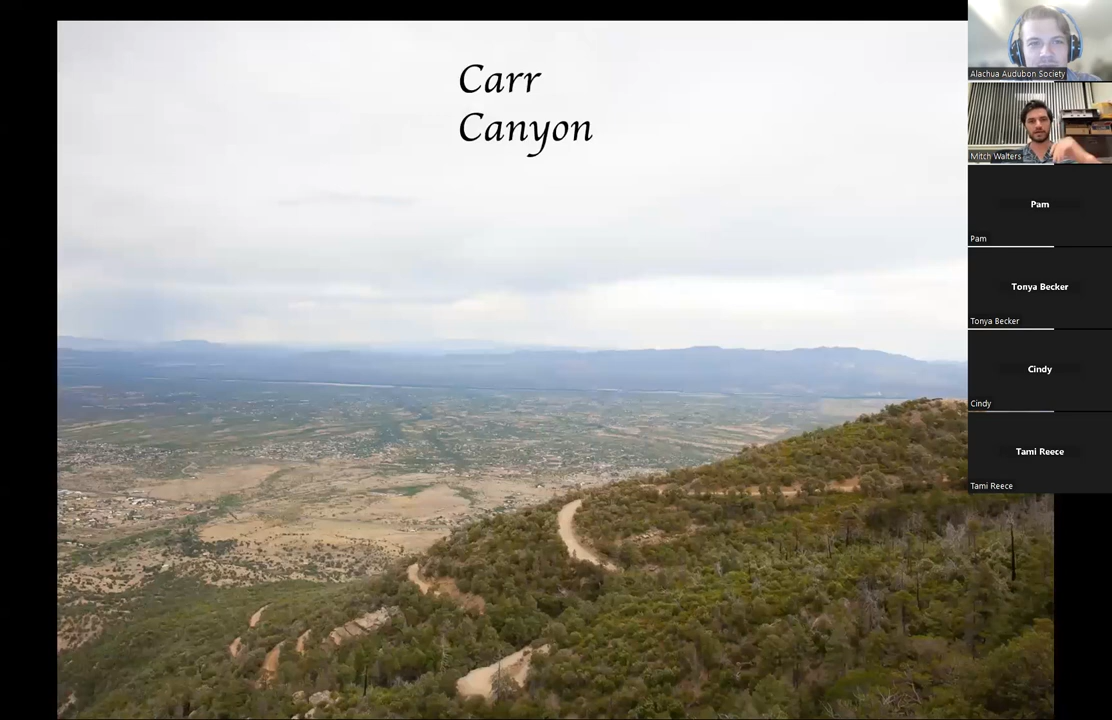 Carr
Canyon
Alachua Audubon Society
Mitch Walters
Pam
Pam
Tonya Becker
Tonya Becker
Cindy
Cindy
Tami Reece
Tami Reece